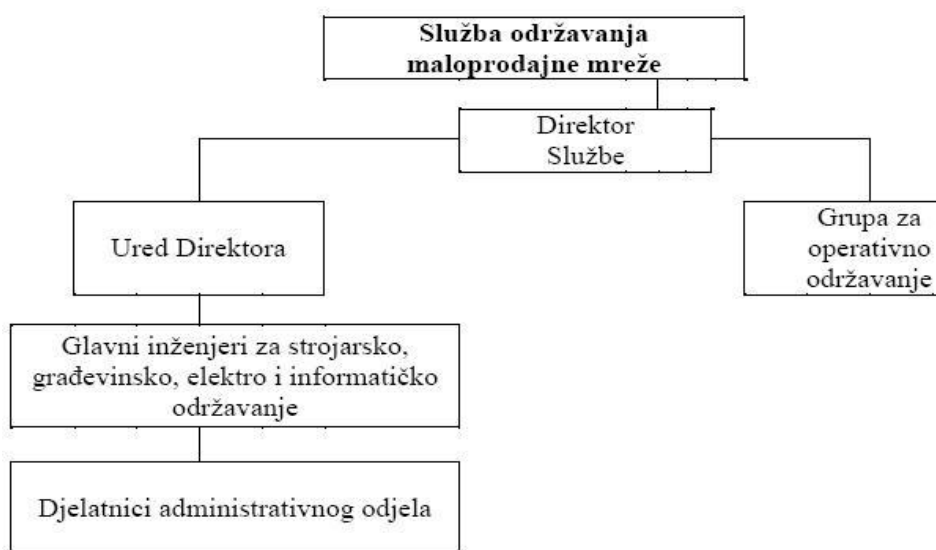 Služba održavanja
maloprodajne mreže
Direktor
Službe
Ured Direktora
Grupa za
operativno
održavanje
Glavni inženjeri za strojarsko,
građevinsko, elektro i informatičko
održavanje
Djelatnici administrativnog odjela